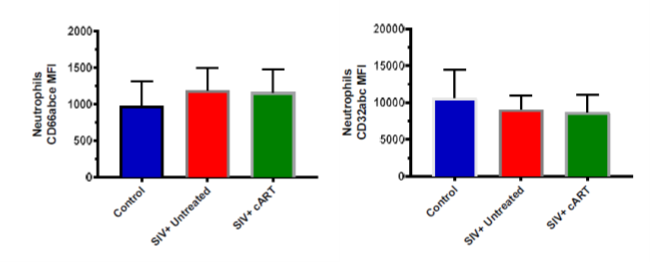 Neutrophils
CD66abce MFI
2000
1500
1000
500
0
Control
SIV+ Untreated
SIV+ cART
Neutrophils
CD32abc MFI
20000
15000
10000
5000
0
Control
SIV+ Untreated
SIV+ cART